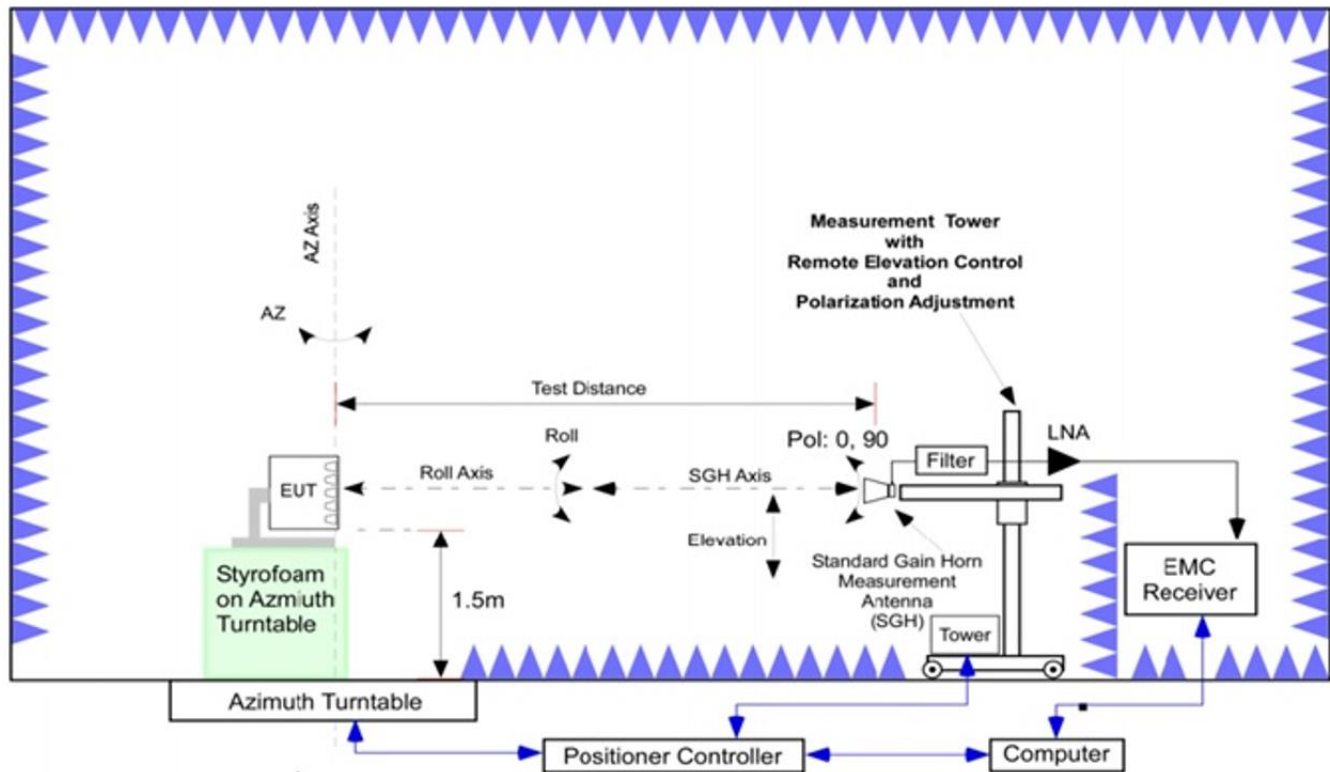 AZ Axis
AZ
Measurement Tower
with
Remote Elevation Control
and
Polarization Adjustment
Test Distance
Roll
Pol: 0, 90
LNA
Filter
EUT
Roll Axis
SGH Axis
Elevation
Standard Gain Horn
Measurement
Antenna
(SGH)
EMC
Receiver
Styrofoam
on Azmiuth
Turntable
1.5m
Tower
Azimuth Turntable
Positioner Controller
Computer